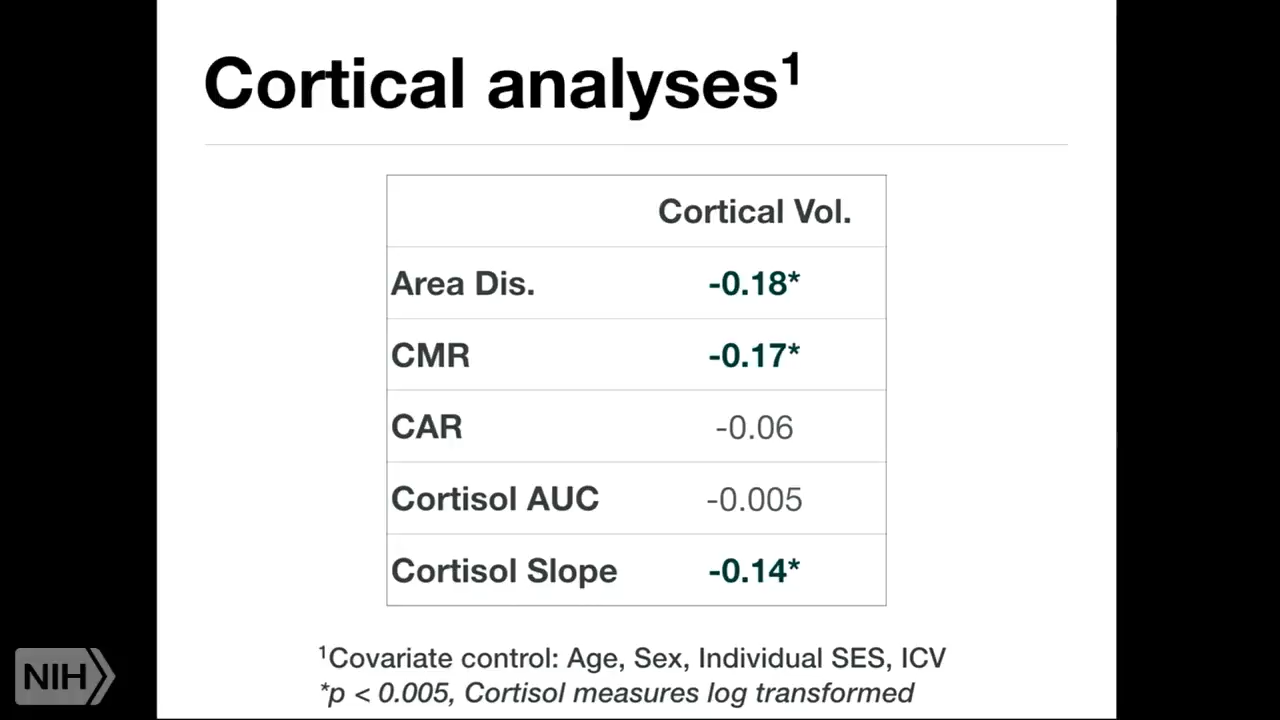 Cortical analyses¹
Cortical Vol.
Area Dis. -0.18*
CMR -0.17*
CAR -0.06
Cortisol AUC -0.005
Cortisol Slope -0.14*
¹Covariate control: Age, Sex, Individual SES, ICV
*p < 0.005, Cortisol measures log transformed
NIH